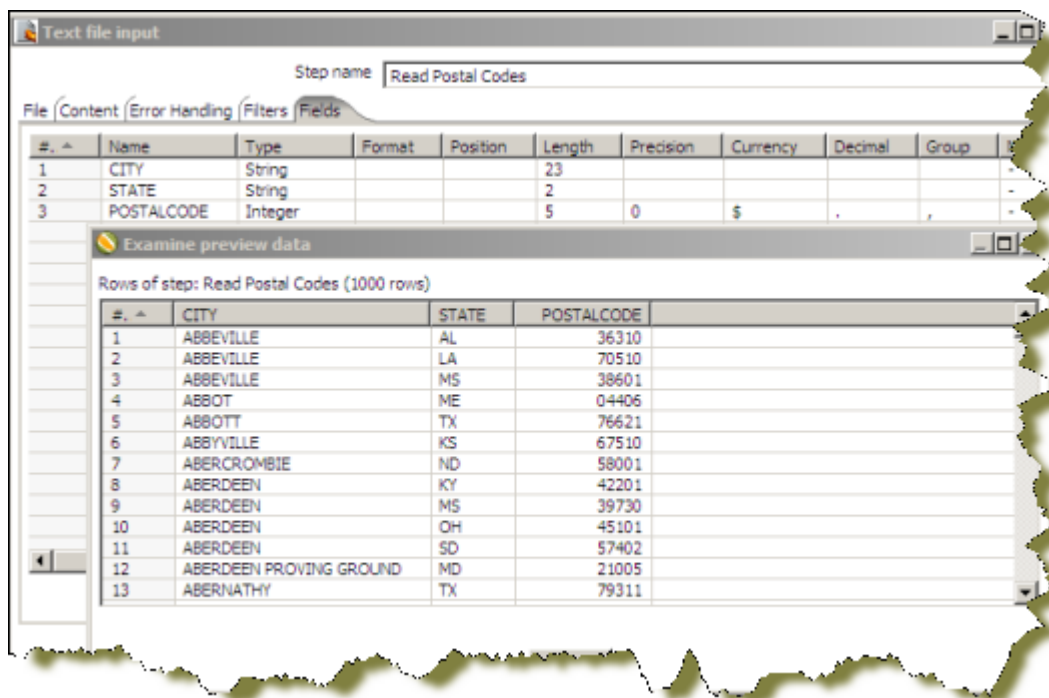 Text file input
Step name Read Postal Codes
File Content Error Handling Filters Fields
#. Name Type Format Position Length Precision Currency Decimal Group
1 CITY String 23 -
2 STATE String 2 -
3 POSTALCODE Integer 5 0 $ . , -
Examine preview data
Rows of step: Read Postal Codes (1000 rows)
#. CITY STATE POSTALCODE
1 ABBEVILLE AL 36310
2 ABBEVILLE LA 70510
3 ABBEVILLE MS 38601
4 ABBOT ME 04406
5 ABBOTT TX 76621
6 ABBYVILLE KS 67510
7 ABERCROMBIE ND 58001
8 ABERDEEN KY 42201
9 ABERDEEN MS 39730
10 ABERDEEN OH 45101
11 ABERDEEN SD 57402
12 ABERDEEN PROVING GROUND MD 21005
13 ABERNATHY TX 79311